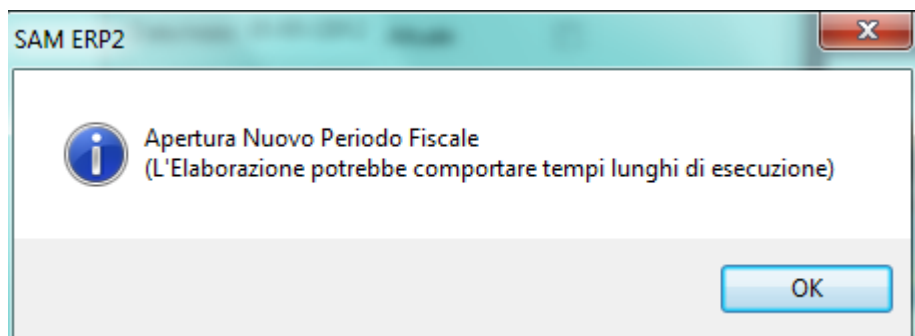 SAM ERP2
Apertura Nuovo Periodo Fiscale
(L'Elaborazione potrebbe comportare tempi lunghi di esecuzione)
OK